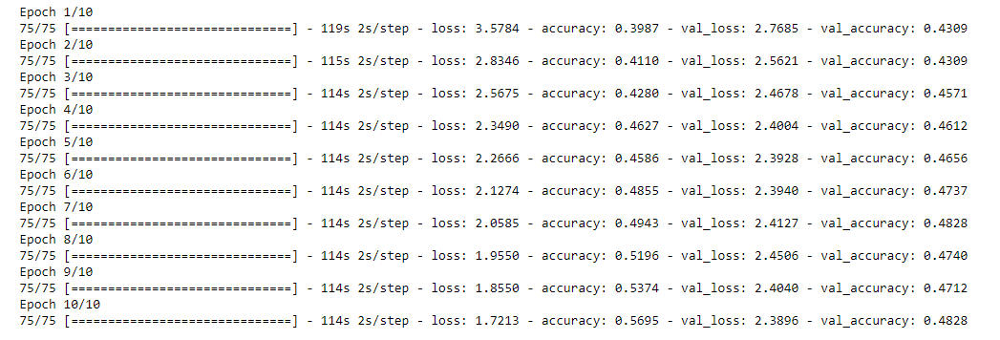 Epoch 1/10
75/75 [==============================] - 119s 2s/step - loss: 3.5784 - accuracy: 0.3987 - val_loss: 2.7685 - val_accuracy: 0.4309
Epoch 2/10
75/75 [==============================] - 115s 2s/step - loss: 2.8346 - accuracy: 0.4110 - val_loss: 2.5621 - val_accuracy: 0.4309
Epoch 3/10
75/75 [==============================] - 114s 2s/step - loss: 2.5675 - accuracy: 0.4280 - val_loss: 2.4678 - val_accuracy: 0.4571
Epoch 4/10
75/75 [==============================] - 114s 2s/step - loss: 2.3490 - accuracy: 0.4627 - val_loss: 2.4004 - val_accuracy: 0.4612
Epoch 5/10
75/75 [==============================] - 114s 2s/step - loss: 2.2666 - accuracy: 0.4586 - val_loss: 2.3928 - val_accuracy: 0.4656
Epoch 6/10
75/75 [==============================] - 114s 2s/step - loss: 2.1274 - accuracy: 0.4855 - val_loss: 2.3940 - val_accuracy: 0.4737
Epoch 7/10
75/75 [==============================] - 114s 2s/step - loss: 2.0585 - accuracy: 0.4943 - val_loss: 2.4127 - val_accuracy: 0.4828
Epoch 8/10
75/75 [==============================] - 114s 2s/step - loss: 1.9550 - accuracy: 0.5196 - val_loss: 2.4506 - val_accuracy: 0.4740
Epoch 9/10
75/75 [==============================] - 114s 2s/step - loss: 1.8550 - accuracy: 0.5374 - val_loss: 2.4040 - val_accuracy: 0.4712
Epoch 10/10
75/75 [==============================] - 114s 2s/step - loss: 1.7213 - accuracy: 0.5695 - val_loss: 2.3896 - val_accuracy: 0.4828